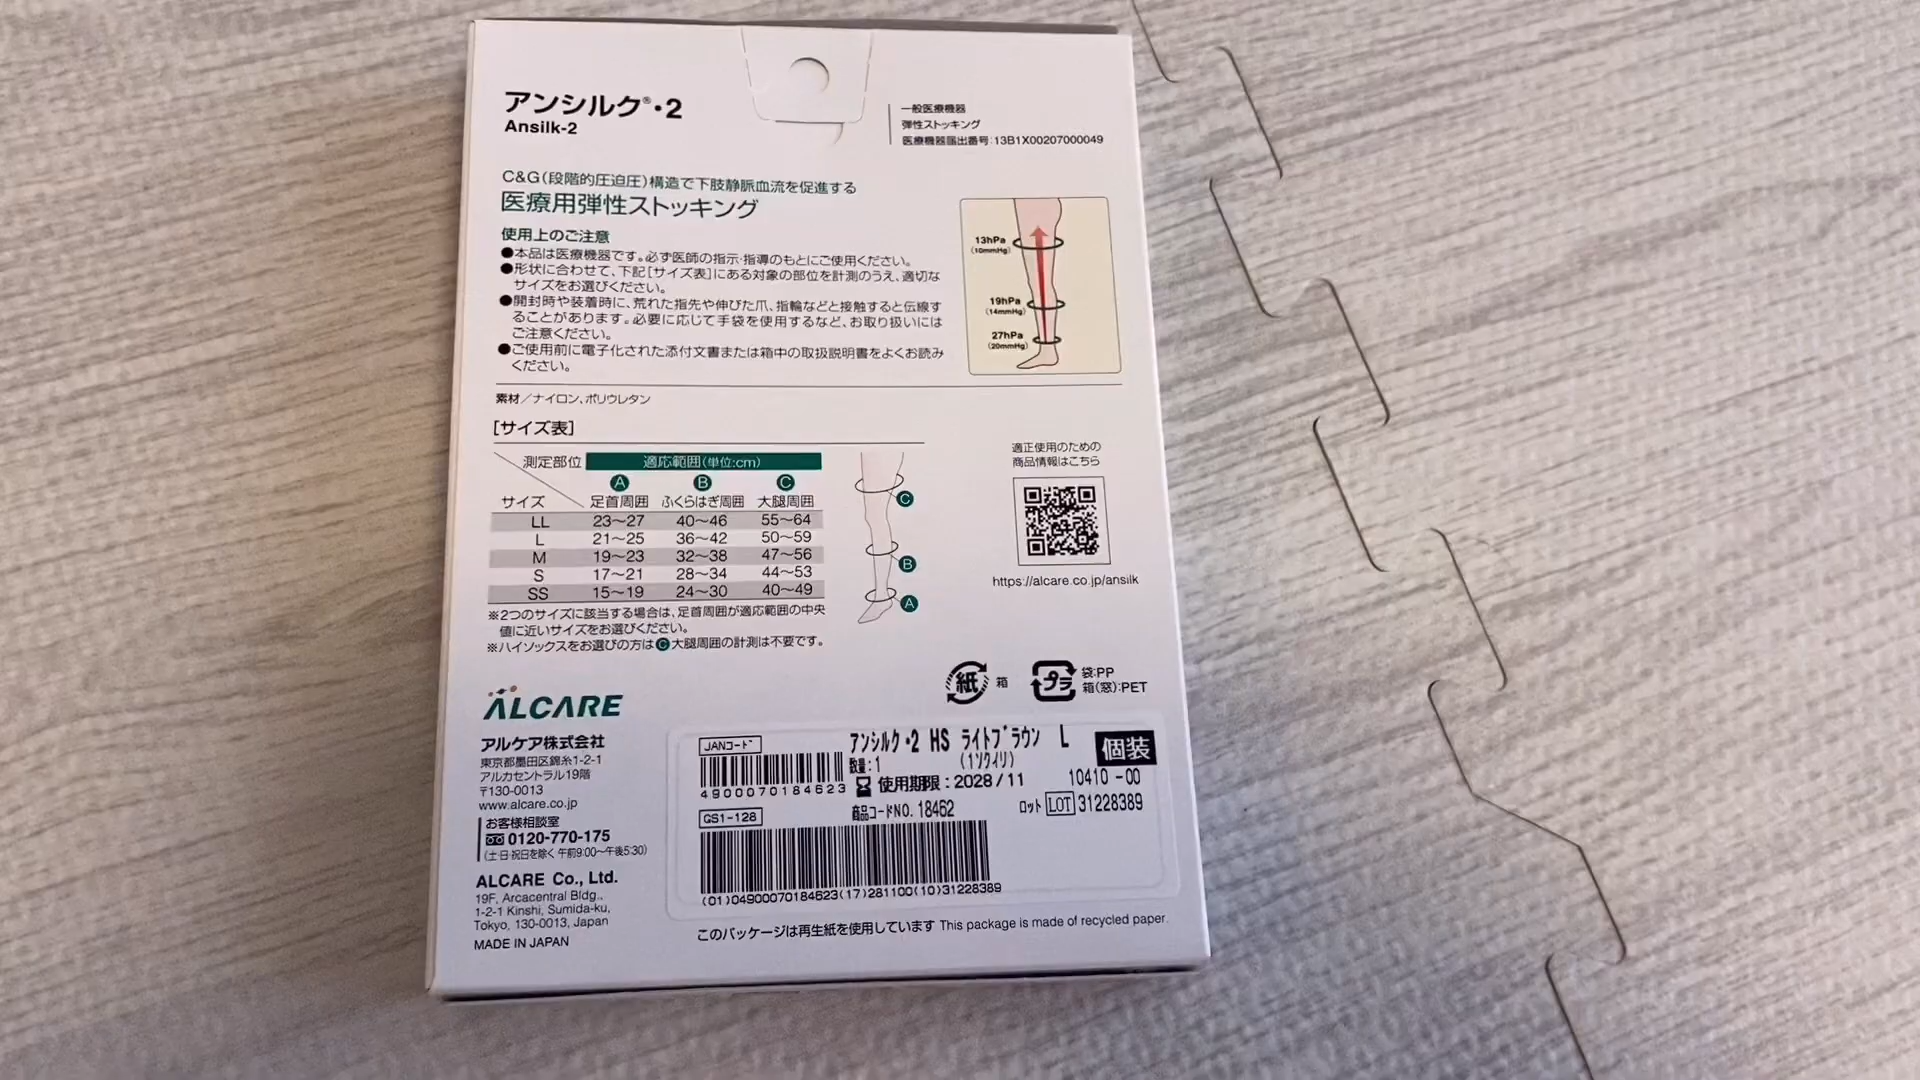 アンシルク®・2
Ansilk-2
一般医療機器
弾性ストッキング
医療機器届出番号:13B1X00207000049
C&G(段階的圧迫圧)構造で下肢静脈血流を促進する
医療用弾性ストッキング
使用上のご注意
●本品は医療機器です。必ず医師の指示・指導のもとにご使用ください。
●形状に合わせて、下記[サイズ表]にある対象の部位を計測のうえ、適切な
サイズをお選びください。
●開封時や装着時に、荒れた指先や伸びた爪、指輪などと接触すると伝線す
ることがあります。必要に応じて手袋を使用するなど、お取り扱いには
ご注意ください。
●ご使用前に電子化された添付文書または箱中の取扱説明書をよくお読み
ください。
13hPa
(10mmHg)
19hPa
(14mmHg)
27hPa
(20mmHg)
素材/ナイロン、ポリウレタン
[サイズ表]
測定部位 適応範囲(単位:cm)
A B C
サイズ 足首周囲 ふくらはぎ周囲 大腿周囲
LL 23~27 40~46 55~64
L 21~25 36~42 50~59
M 19~23 32~38 47~56
S 17~21 28~34 44~53
SS 15~19 24~30 40~49
※2つのサイズに該当する場合は、足首周囲が適応範囲の中央
値に近いサイズをお選びください。
※ハイソックスをお選びの方はC大腿周囲の計測は不要です。
C
B
A
適正使用のための
商品情報はこちら
https://alcare.co.jp/ansilk
紙 箱
プラ 袋:PP
箱(窓):PET
ALCARE
アルケア株式会社
東京都墨田区錦糸1-2-1
アルカセントラル19階
〒130-0013
www.alcare.co.jp
お客様相談室
0120-770-175
(土・日・祝日を除く 午前9:00~午後5:30)
ALCARE Co., Ltd.
19F, Arcacentral Bldg.,
1-2-1 Kinshi, Sumida-ku,
Tokyo, 130-0013, Japan
MADE IN JAPAN
JANコード
4900070184623
アンシルク・2 HS ライトブラウン L
数量:1 (1ソクイリ)
個装
使用期限:2028/11
10410-00
商品コードNO. 18462
ロット LOT 31228389
GS1-128
(01)04900070184623(17)281100(10)31228389
このパッケージは再生紙を使用しています This package is made of recycled paper.